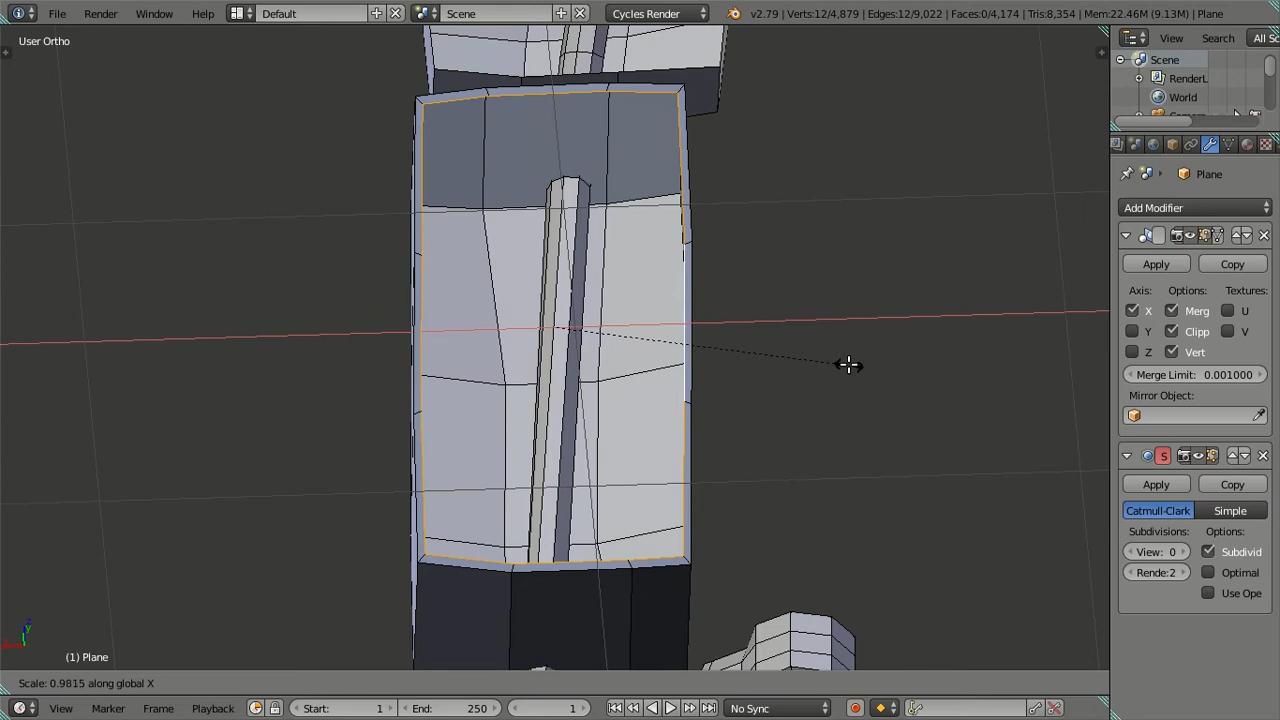 File Render Window Help Default Scene Cycles Render v2.79 | Verts:12/4,879 | Edges:12/9,022 | Faces:0/4,174 | Tris:8,354 | Mem:22.46M (9.13M) | Plane
User Ortho
View Search All Sc
Scene
RenderL
World
Plane
Add Modifier
Apply Copy
Axis: Options: Textures:
X Merg U
Y Clipp V
Z Vert
Merge Limit: 0.001000
Mirror Object:
S
Apply Copy
Catmull-Clark Simple
Subdivisions: Options:
View: 0 Subdivid
Rende:2 Optimal
Use Ope
(1) Plane
Scale: 0.9815 along global X
View Marker Frame Playback Start: 1 End: 250 1 No Sync